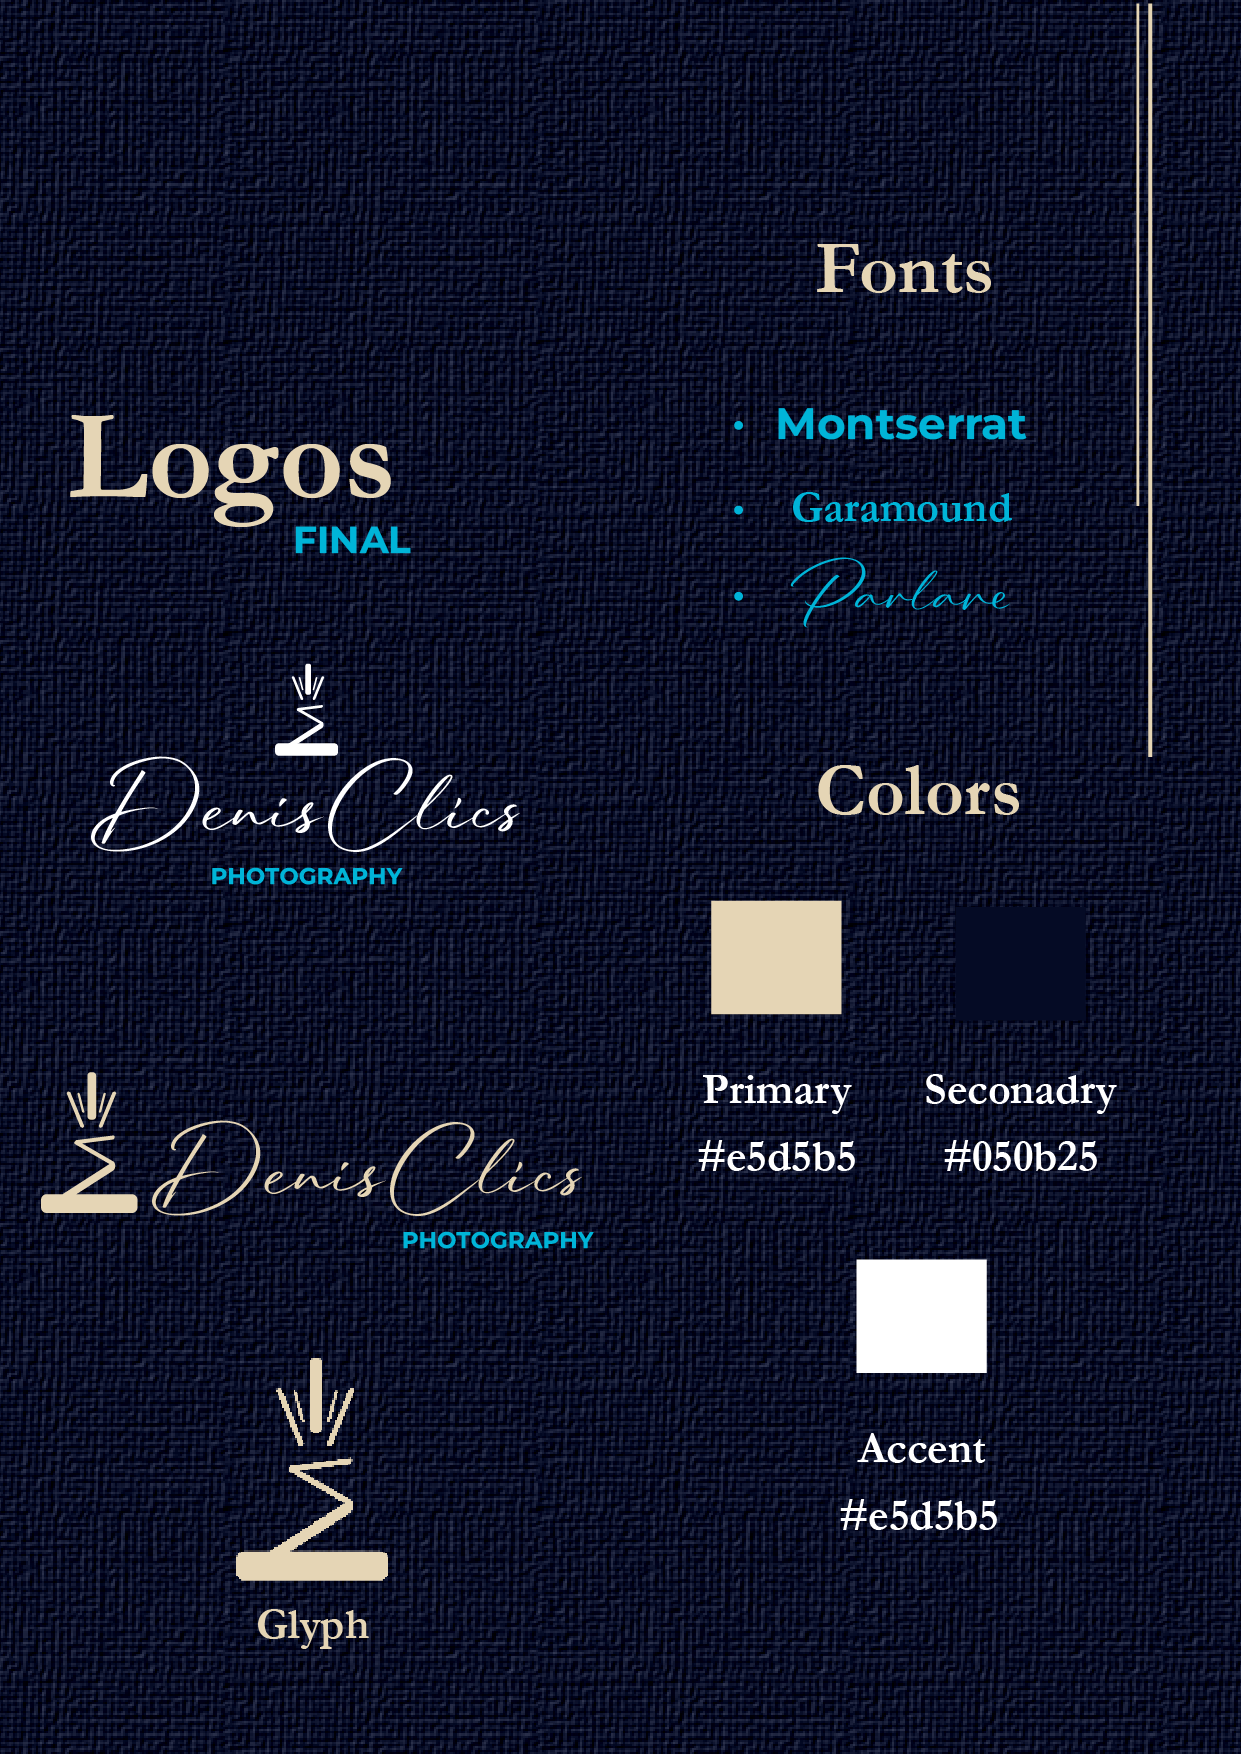 Logos
FINAL
Denis Clics
PHOTOGRAPHY
Denis Clics
PHOTOGRAPHY
Glyph
Fonts
• Montserrat
• Garamound
• Parlare
Colors
Primary
#e5d5b5
Seconadry
#050b25
Accent
#e5d5b5